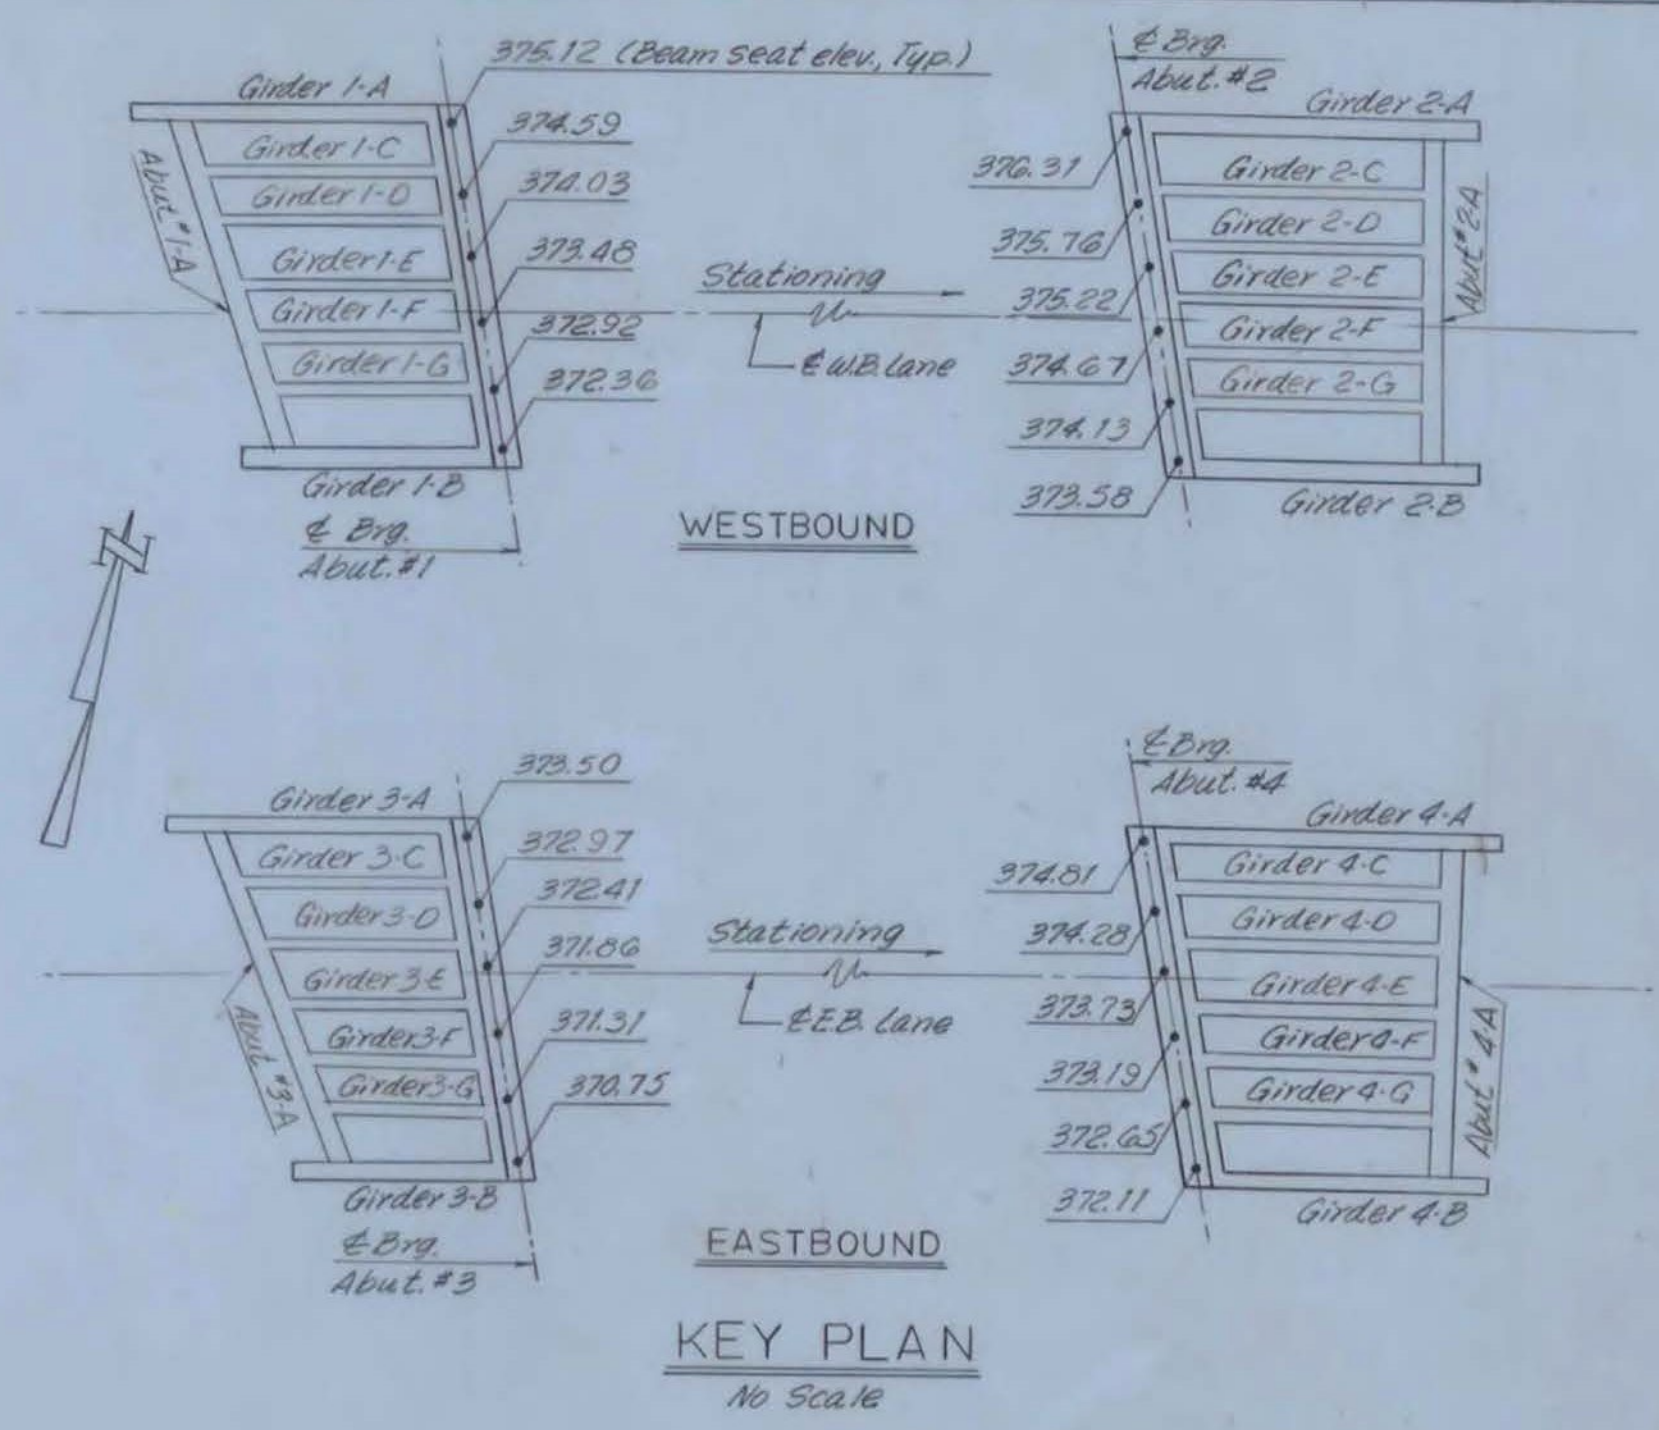 375.12 (Beam seat elev., Typ.)
℄ Brg.
Abut. #2
Girder 1-A
Girder 2-A
374.59
Girder 1-C
376.31
Girder 2-C
Abut #1-A
374.03
Girder 1-D
375.76
Girder 2-D
Abut #2-A
373.48
Girder 1-E
Stationing
375.22
Girder 2-E
Girder 1-F
372.92
Girder 2-F
℄ W.B. Lane
374.67
Girder 1-G
372.36
Girder 2-G
374.13
Girder 1-B
373.58
Girder 2-B
WESTBOUND
℄ Brg.
Abut. #1
N
373.50
℄ Brg.
Abut. #4
Girder 3-A
Girder 4-A
372.97
Girder 3-C
374.81
Girder 4-C
372.41
Girder 3-D
Stationing
374.28
Girder 4-D
371.86
Girder 3-E
373.73
Girder 4-E
Abut #3-A
371.31
Girder 3-F
℄ E.B. Lane
Girder 4-F
Abut # 4-A
370.75
Girder 3-G
373.19
Girder 4-G
372.65
Girder 3-B
372.11
Girder 4-B
EASTBOUND
℄ Brg.
Abut. #3
KEY PLAN
No Scale